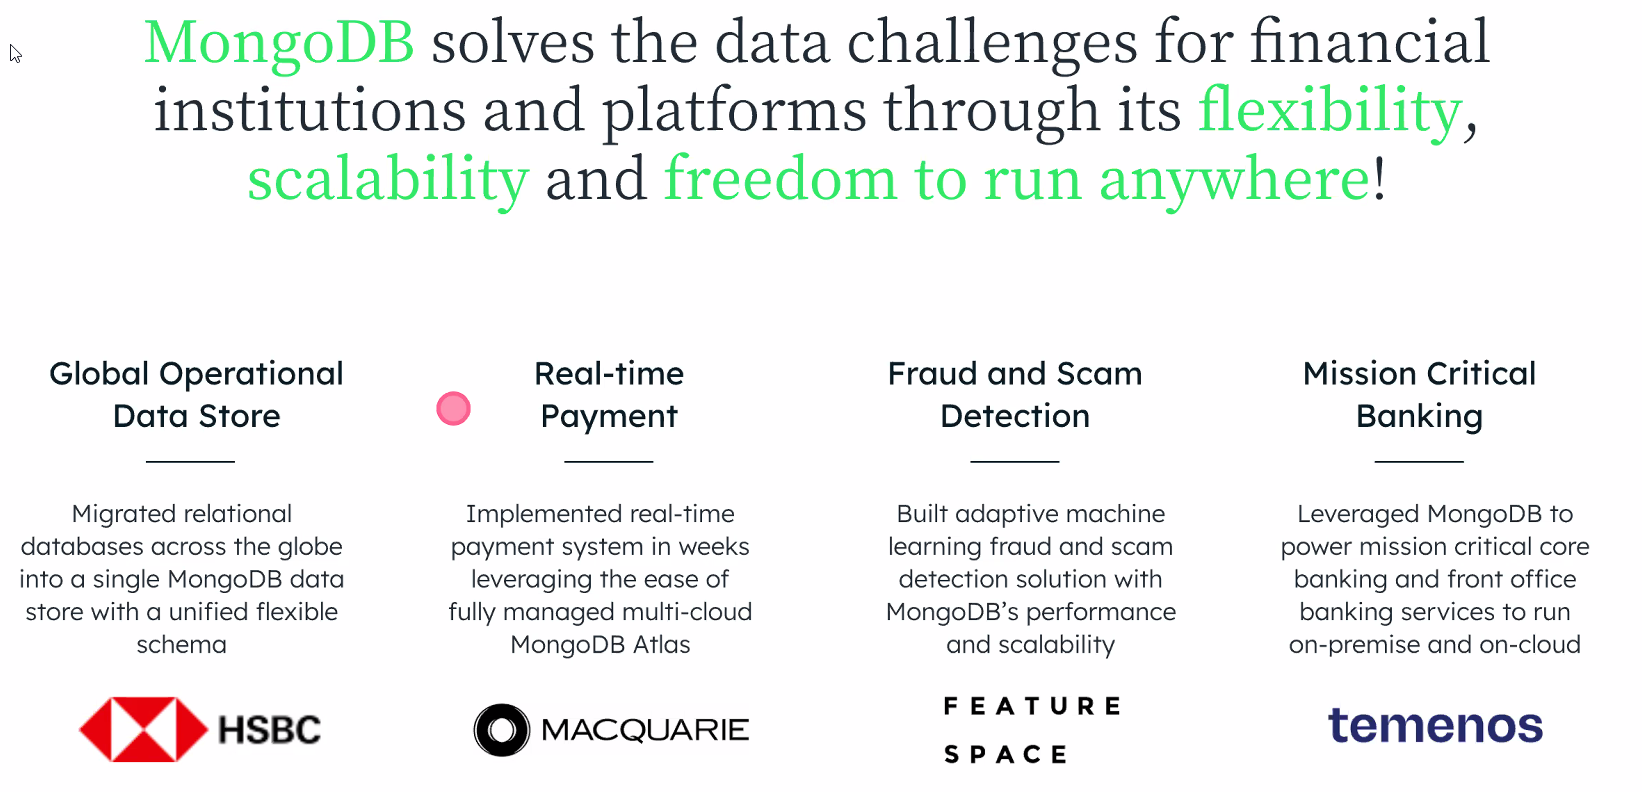 MongoDB solves the data challenges for financial
institutions and platforms through its flexibility,
scalability and freedom to run anywhere!
Global Operational
Data Store
Migrated relational
databases across the globe
into a single MongoDB data
store with a unified flexible
schema
HSBC
Real-time
Payment
Implemented real-time
payment system in weeks
leveraging the ease of
fully managed multi-cloud
MongoDB Atlas
MACQUARIE
Fraud and Scam
Detection
Built adaptive machine
learning fraud and scam
detection solution with
MongoDB’s performance
and scalability
FEATURE
SPACE
Mission Critical
Banking
Leveraged MongoDB to
power mission critical core
banking and front office
banking services to run
on-premise and on-cloud
temenos